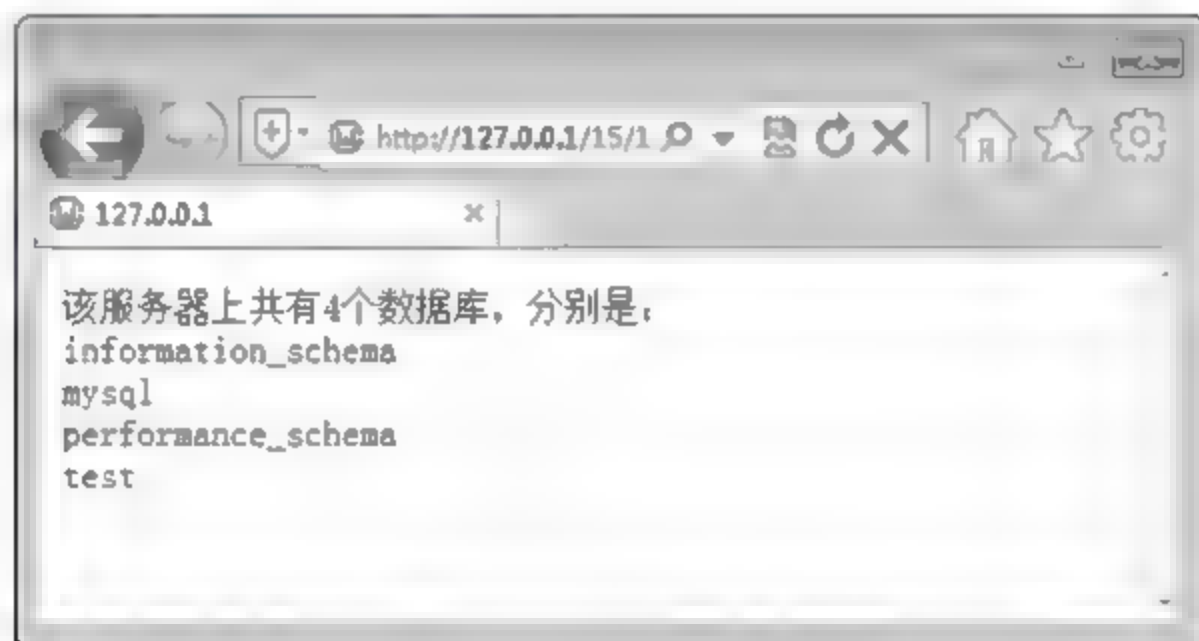 http://127.0.0.1/15/1
127.0.0.1
该服务器上共有4个数据库，分别是：
information_schema
mysql
performance_schema
test